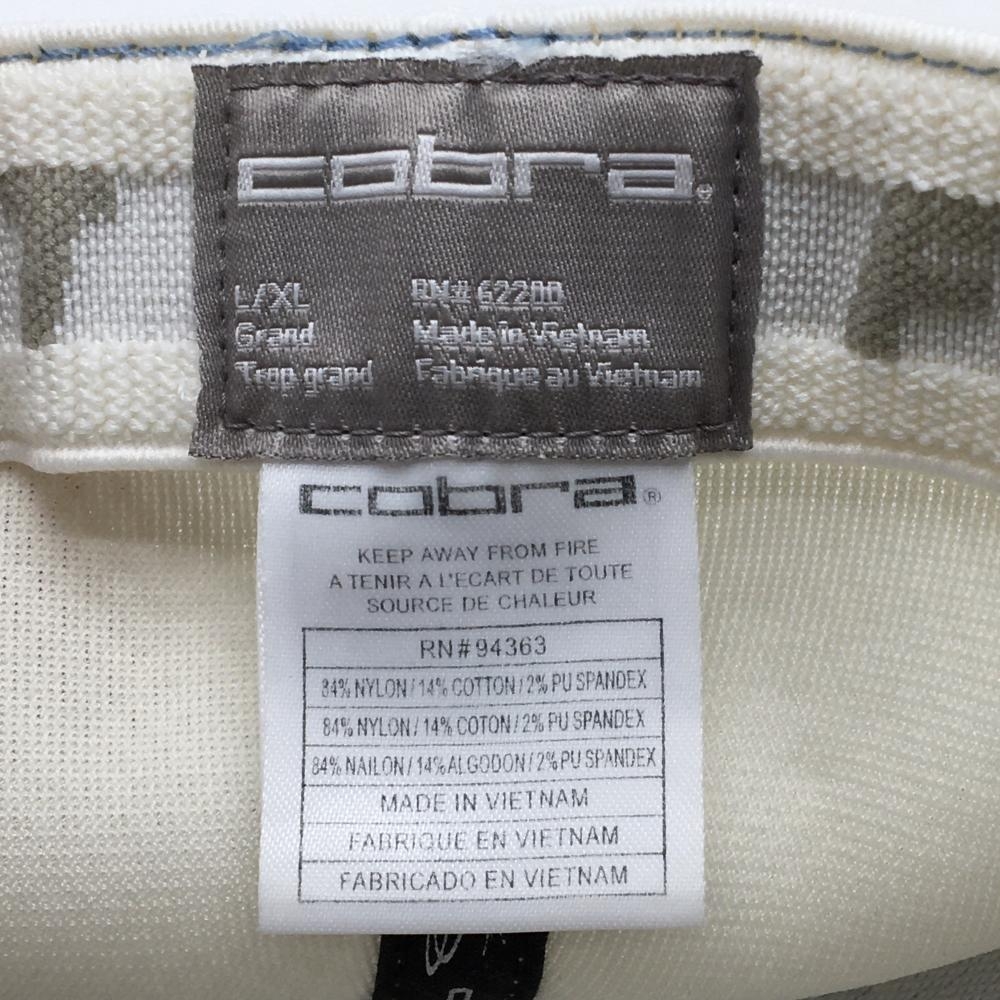 cobra
L/XL
Grand
Trop grand
RN# 62200
Made in Vietnam
Fabrique au Vietnam
cobra®
KEEP AWAY FROM FIRE
A TENIR A L'ECART DE TOUTE
SOURCE DE CHALEUR
RN#94363
84% NYLON / 14% COTTON / 2% PU SPANDEX
84% NYLON / 14% COTON / 2% PU SPANDEX
84% NAILON / 14% ALGODON / 2% PU SPANDEX
MADE IN VIETNAM
FABRIQUE EN VIETNAM
FABRICADO EN VIETNAM